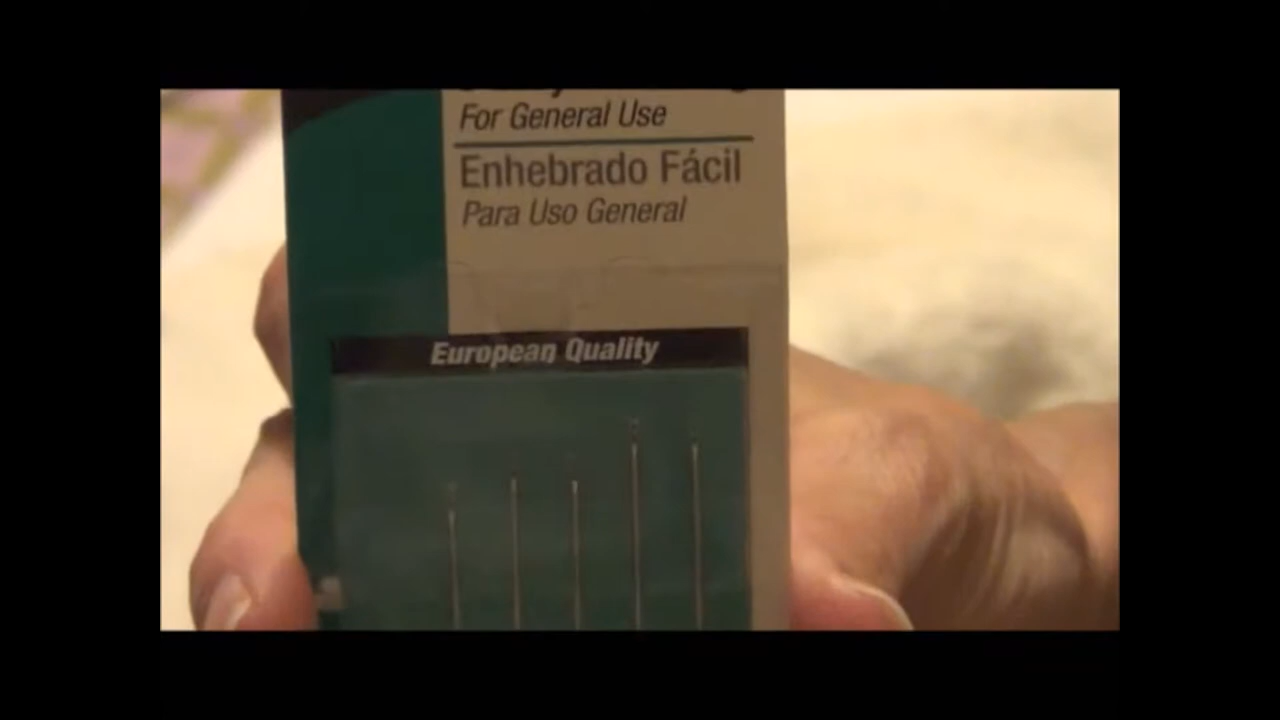 For General Use
Enhebrado Fácil
Para Uso General
European Quality